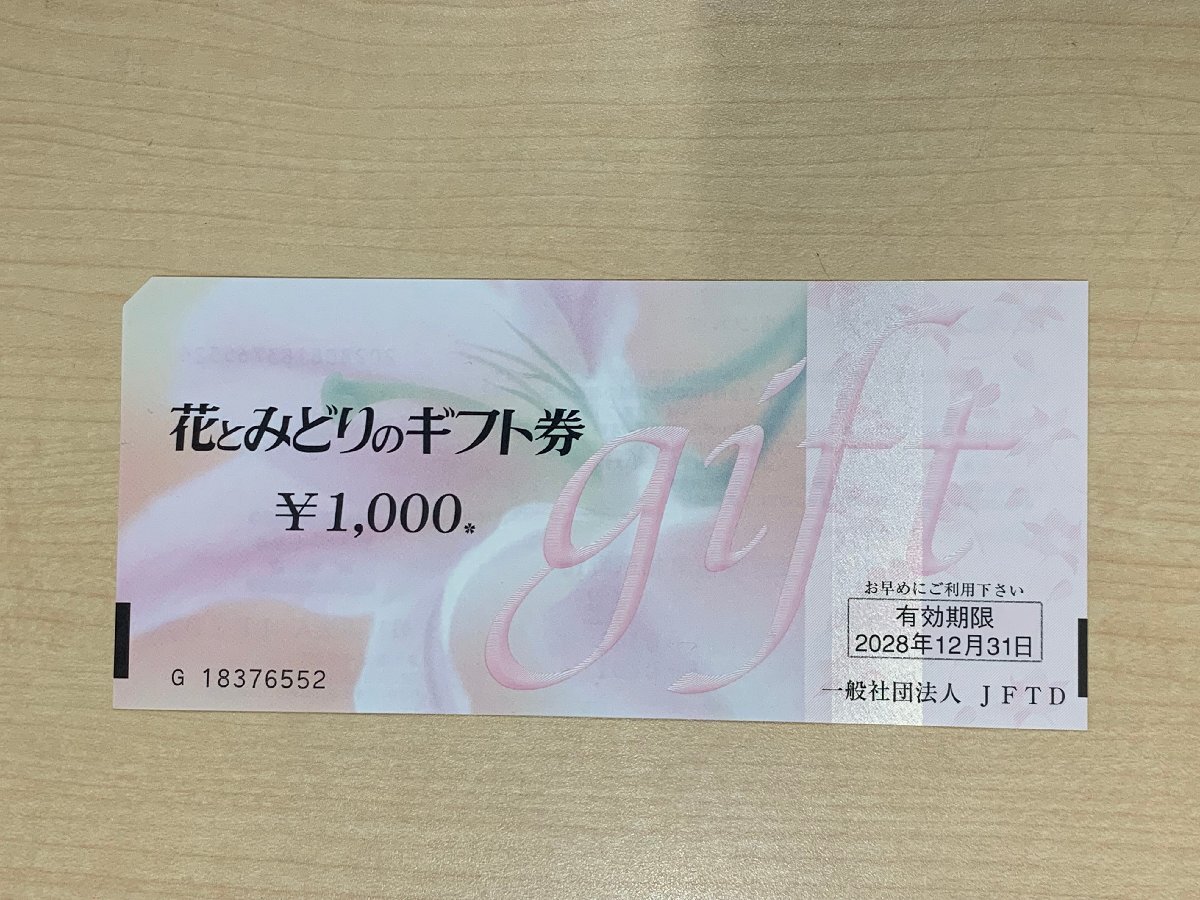 花とみどりのギフト券
¥1,000*
gift
お早めにご利用下さい
有効期限
2028年12月31日
G 18376552
一般社団法人 JFTD